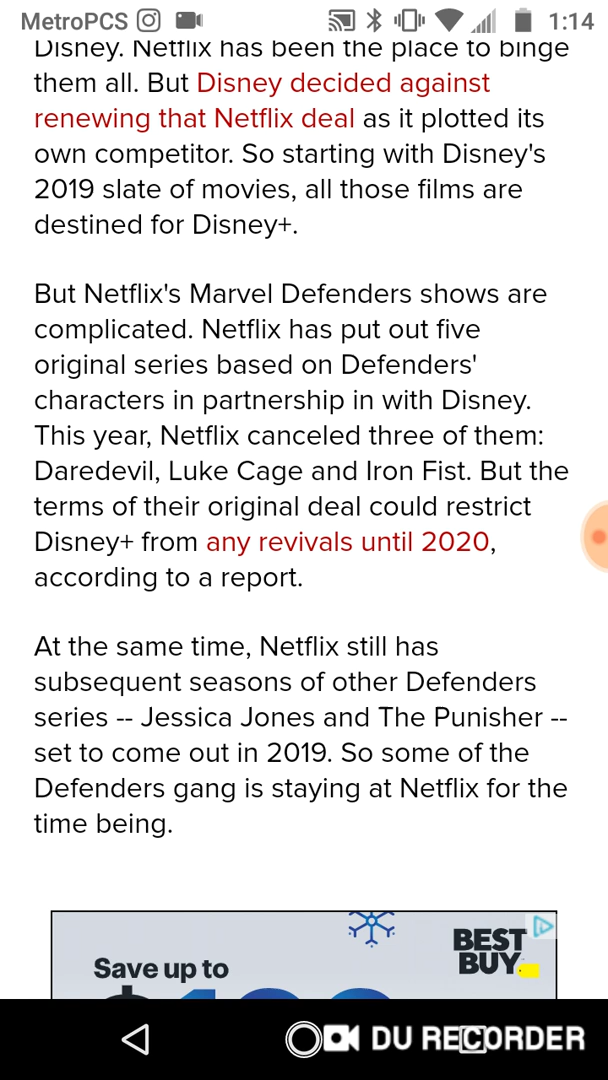 MetroPCS 1:14
Disney. Netflix has been the place to binge
them all. But Disney decided against
renewing that Netflix deal as it plotted its
own competitor. So starting with Disney's
2019 slate of movies, all those films are
destined for Disney+.
But Netflix's Marvel Defenders shows are
complicated. Netflix has put out five
original series based on Defenders'
characters in partnership in with Disney.
This year, Netflix canceled three of them:
Daredevil, Luke Cage and Iron Fist. But the
terms of their original deal could restrict
Disney+ from any revivals until 2020,
according to a report.
At the same time, Netflix still has
subsequent seasons of other Defenders
series -- Jessica Jones and The Punisher --
set to come out in 2019. So some of the
Defenders gang is staying at Netflix for the
time being.
BEST
BUY
Save up to
DU RECORDER